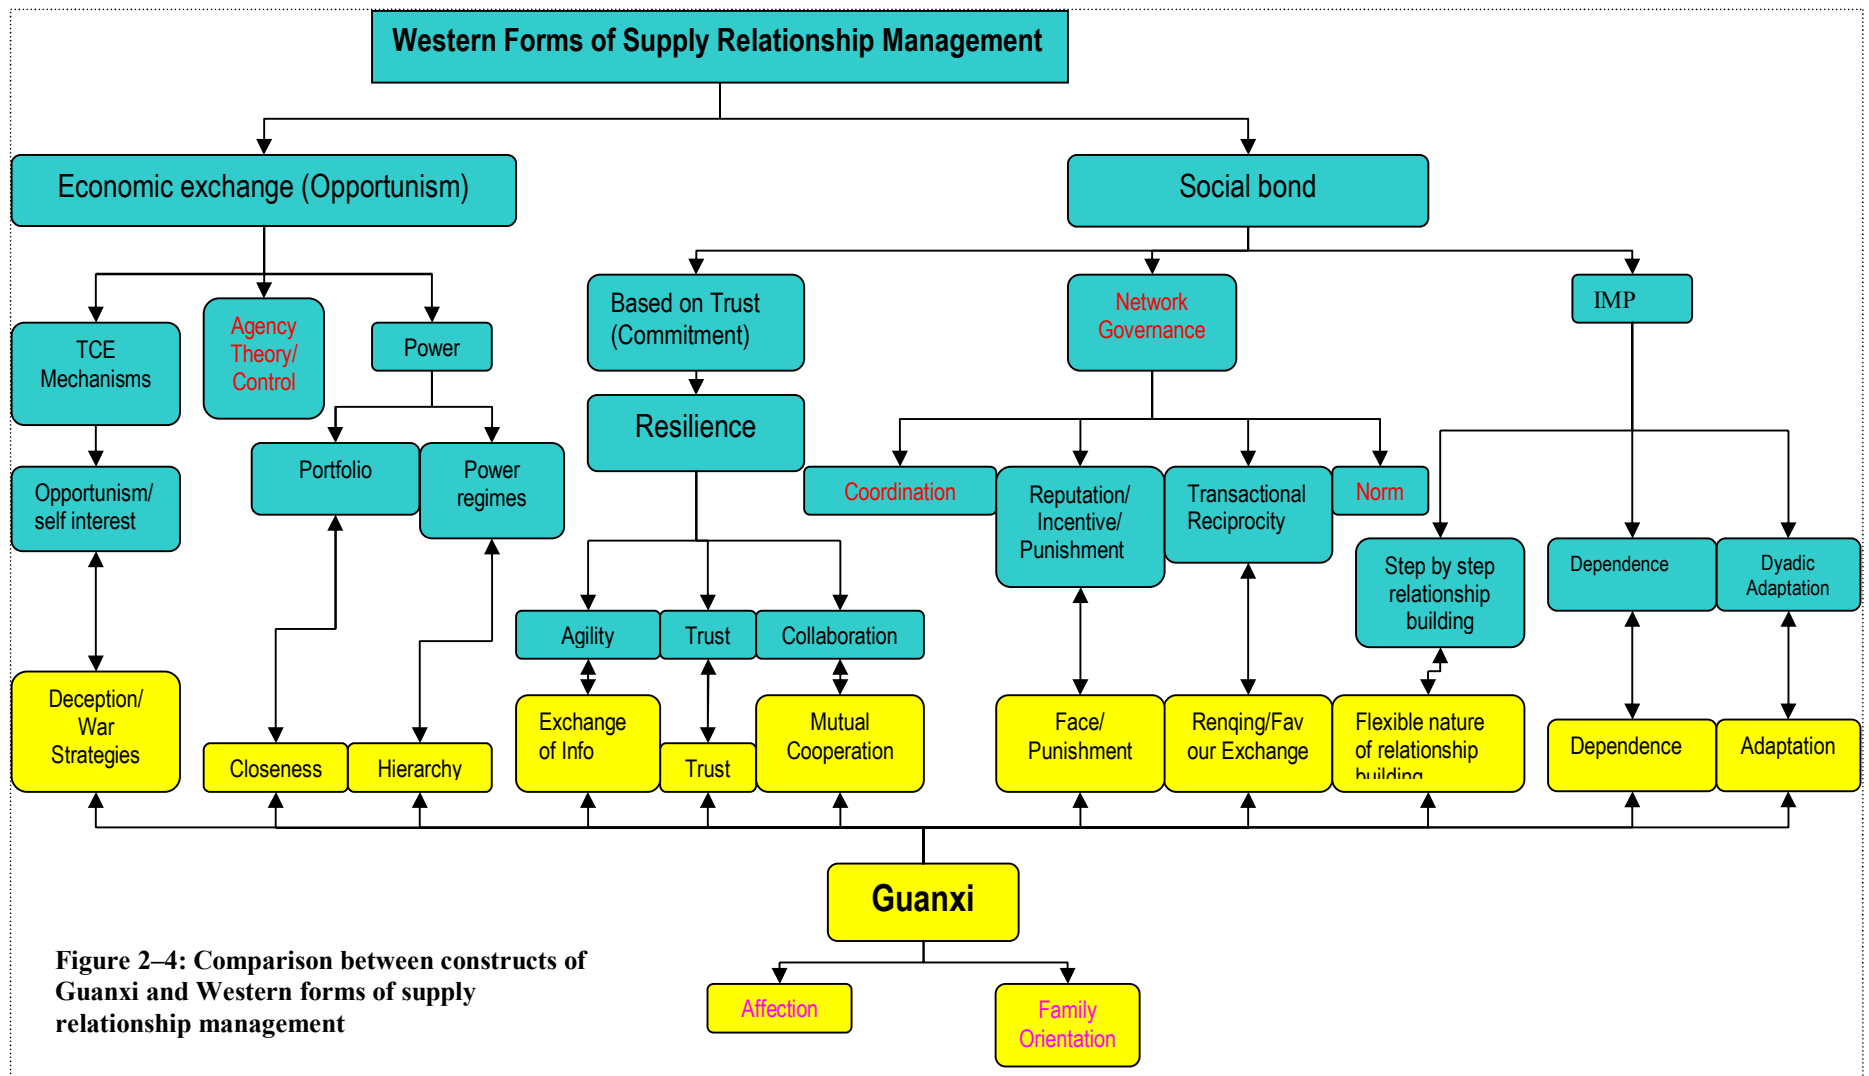 Western Forms of Supply Relationship Management
Economic exchange (Opportunism)
Social bond
TCE
Mechanisms
Agency
Theory/
Control
Power
Based on Trust
(Commitment)
Network
Governance
IMP
Portfolio
Power
regimes
Resilience
Opportunism/
self interest
Coordination
Reputation/
Incentive/
Punishment
Transactional
Reciprocity
Norm
Step by step
relationship
building
Dependence
Dyadic
Adaptation
Agility
Trust
Collaboration
Deception/
War
Strategies
Closeness
Hierarchy
Exchange
of Info
Trust
Mutual
Cooperation
Face/
Punishment
Renqing/Fav
our Exchange
Flexible nature
of relationship
building
Dependence
Adaptation
Guanxi
Affection
Family
Orientation
Figure 2–4: Comparison between constructs of
Guanxi and Western forms of supply
relationship management